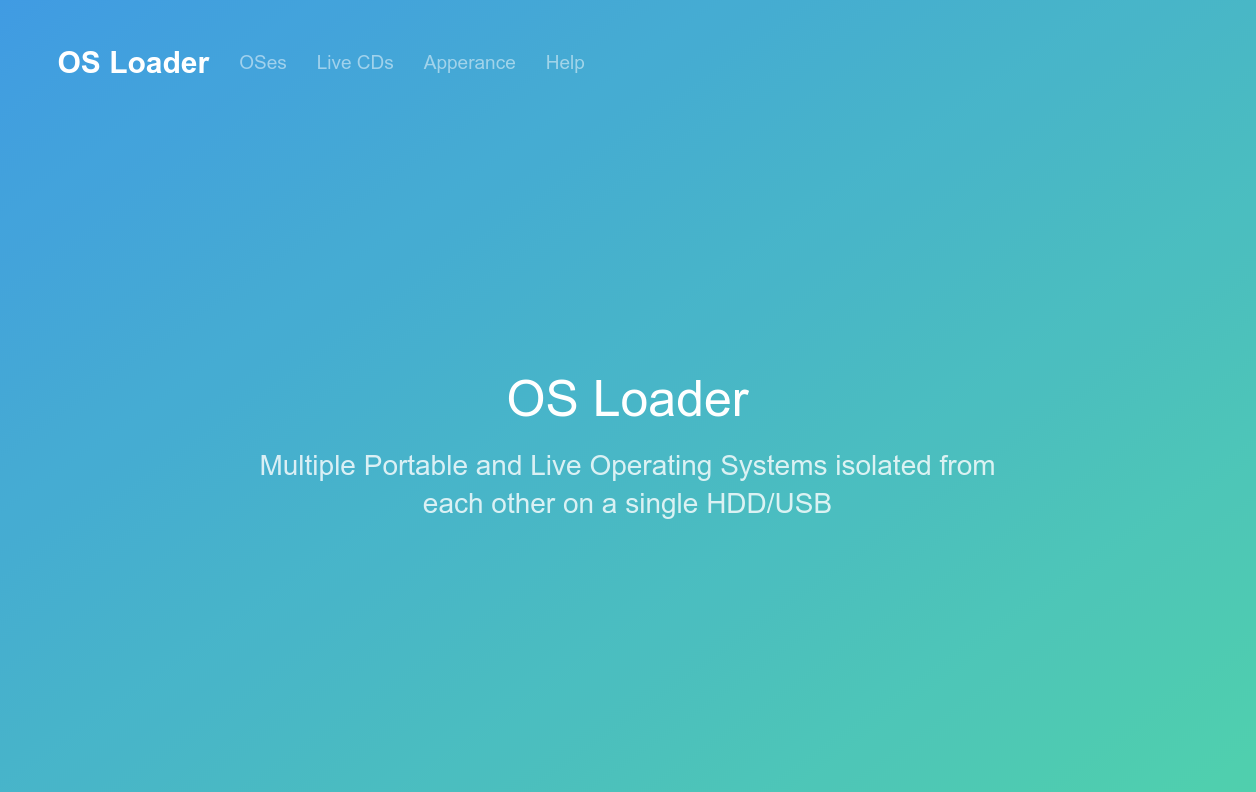 OS Loader OSes Live CDs Apperance Help
OS Loader
Multiple Portable and Live Operating Systems isolated from
each other on a single HDD/USB